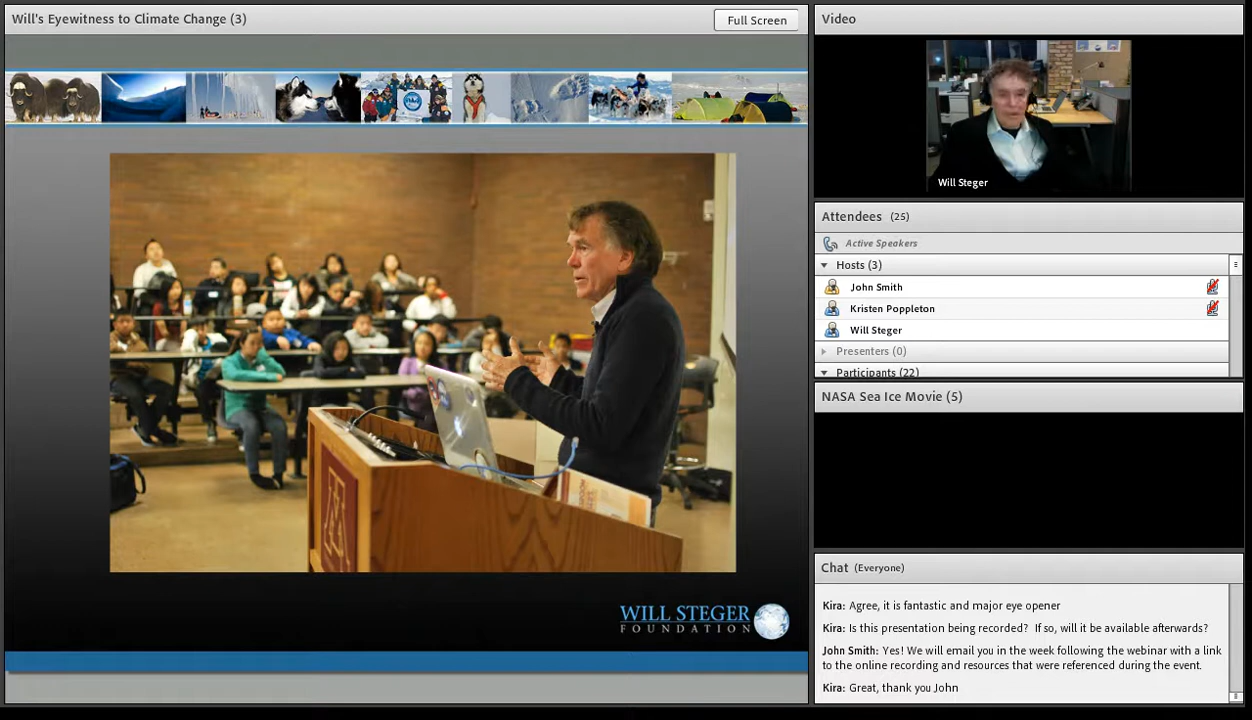 Will's Eyewitness to Climate Change (3)
Full Screen
WILL STEGER
FOUNDATION
Video
Will Steger
Attendees (25)
Active Speakers
Hosts (3)
John Smith
Kristen Poppleton
Will Steger
Presenters (0)
Participants (22)
NASA Sea Ice Movie (5)
Chat (Everyone)
Kira: Agree, it is fantastic and major eye opener
Kira: Is this presentation being recorded? If so, will it be available afterwards?
John Smith: Yes! We will email you in the week following the webinar with a link
to the online recording and resources that were referenced during the event.
Kira: Great, thank you John